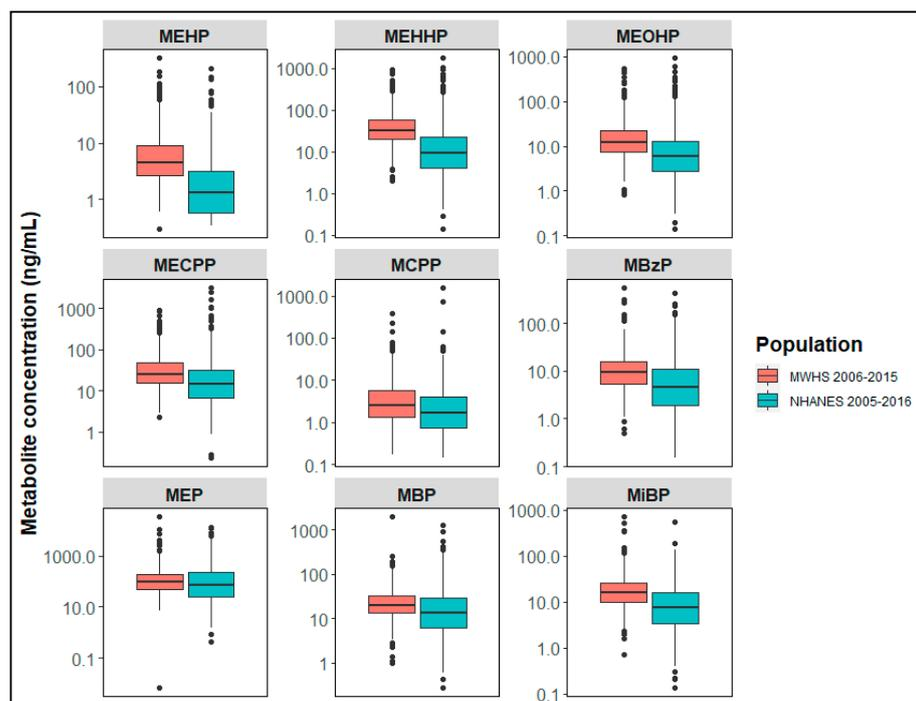 MEHP
MEHHP
MEOHP
100
10
1
1000.0
100.0
10.0
1.0
0.1
1000.0
100.0
10.0
1.0
0.1
MECPP
MCPP
MBzP
1000
100
10
1
1000.0
100.0
10.0
1.0
0.1
100.0
10.0
1.0
0.1
MEP
MBP
MiBP
1000.0
10.0
0.1
1000
100
10
1
1000.0
100.0
10.0
1.0
0.1
Metabolite concentration (ng/mL)
Population
MWHS 2006-2015
NHANES 2005-2016